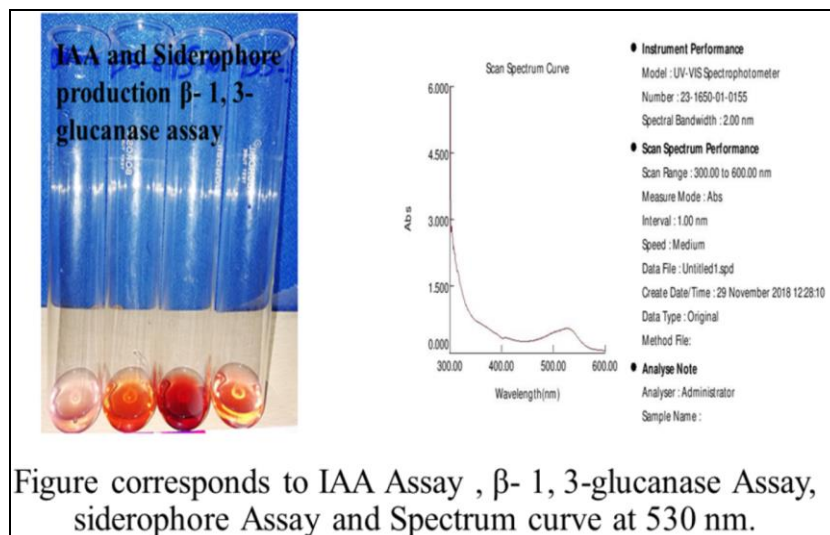 IAA and Siderophore
production β- 1, 3-
glucanase assay
Scan Spectrum Curve
6.000
4.500
3.000
1.500
0.000
Abs
300.00 400.00 500.00 600.00
Wavelength(nm)
● Instrument Performance
Model : UV-VIS Spectrophotometer
Number : 23-1650-01-0155
Spectral Bandwidth : 2.00 nm
● Scan Spectrum Performance
Scan Range : 300.00 to 600.00 nm
Measure Mode : Abs
Interval : 1.00 nm
Speed : Medium
Data File : Untitled1.spd
Create Date/Time : 29 November 2018 12:28:10
Data Type : Original
Method File:
● Analyse Note
Analyser : Administrator
Sample Name :
Figure corresponds to IAA Assay , β- 1, 3-glucanase Assay,
siderophore Assay and Spectrum curve at 530 nm.